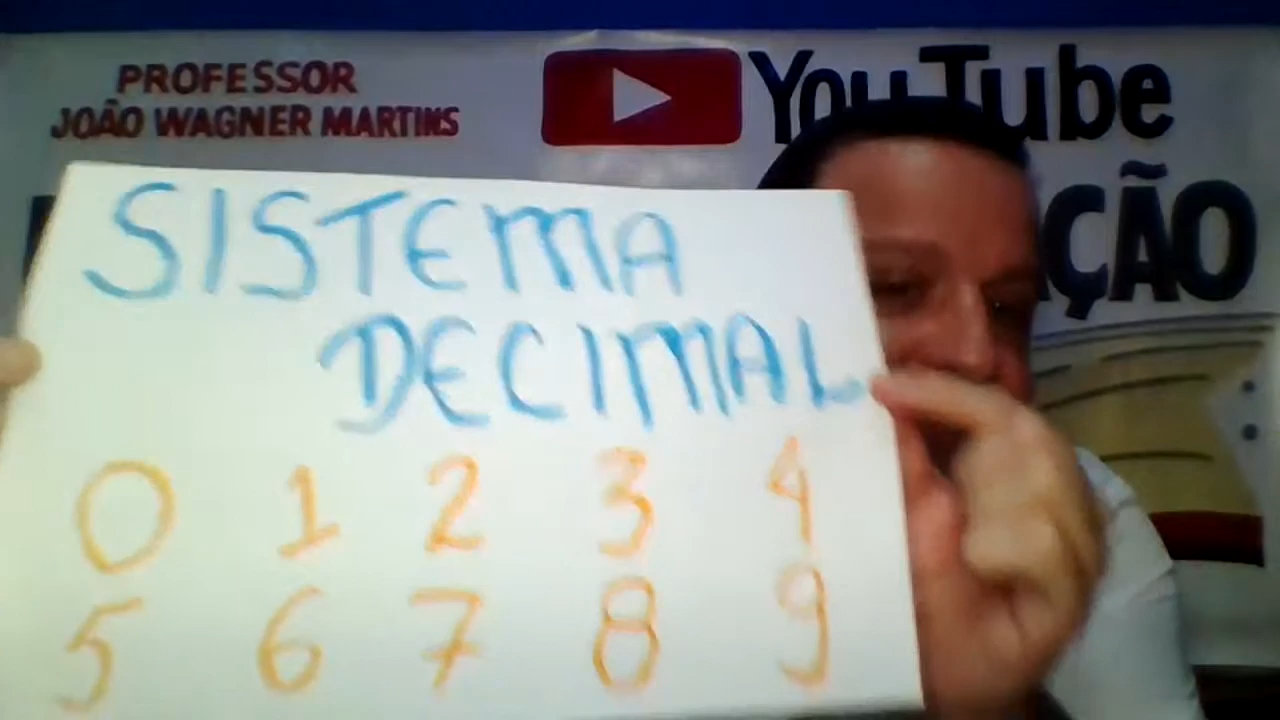 PROFESSOR
JOÃO WAGNER MARTINS
YouTube
ÇÃO
SISTEMA
DECIMAL
0 1 2 3 4
5 6 7 8 9